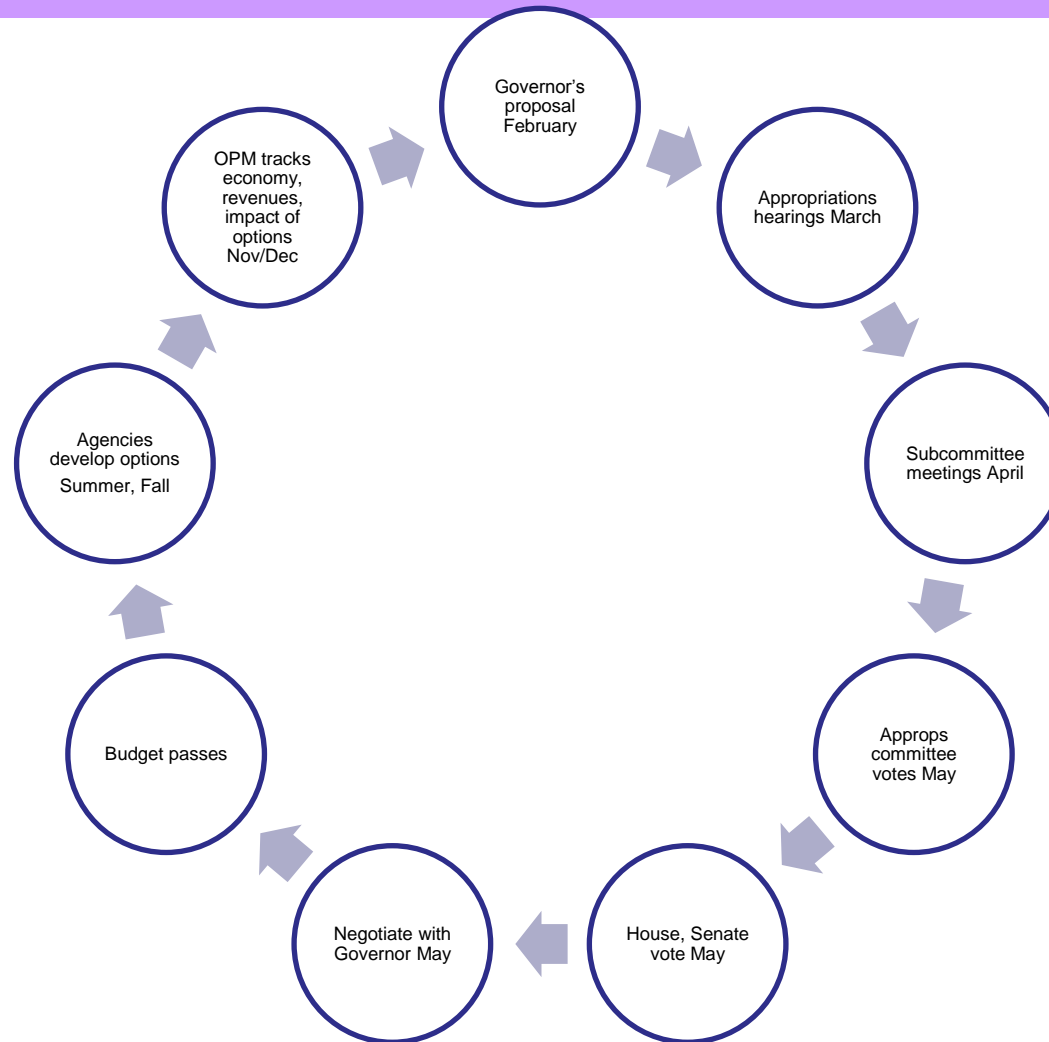 Governor’s
proposal
February
Appropriations
hearings March
Subcommittee
meetings April
Approps
committee
votes May
House, Senate
vote May
Negotiate with
Governor May
Budget passes
Agencies
develop options
Summer, Fall
OPM tracks
economy,
revenues,
impact of
options
Nov/Dec